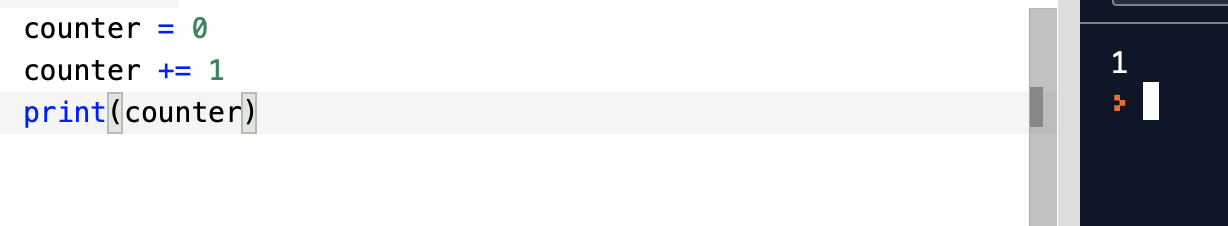 counter = 0
counter += 1
print(counter)
1